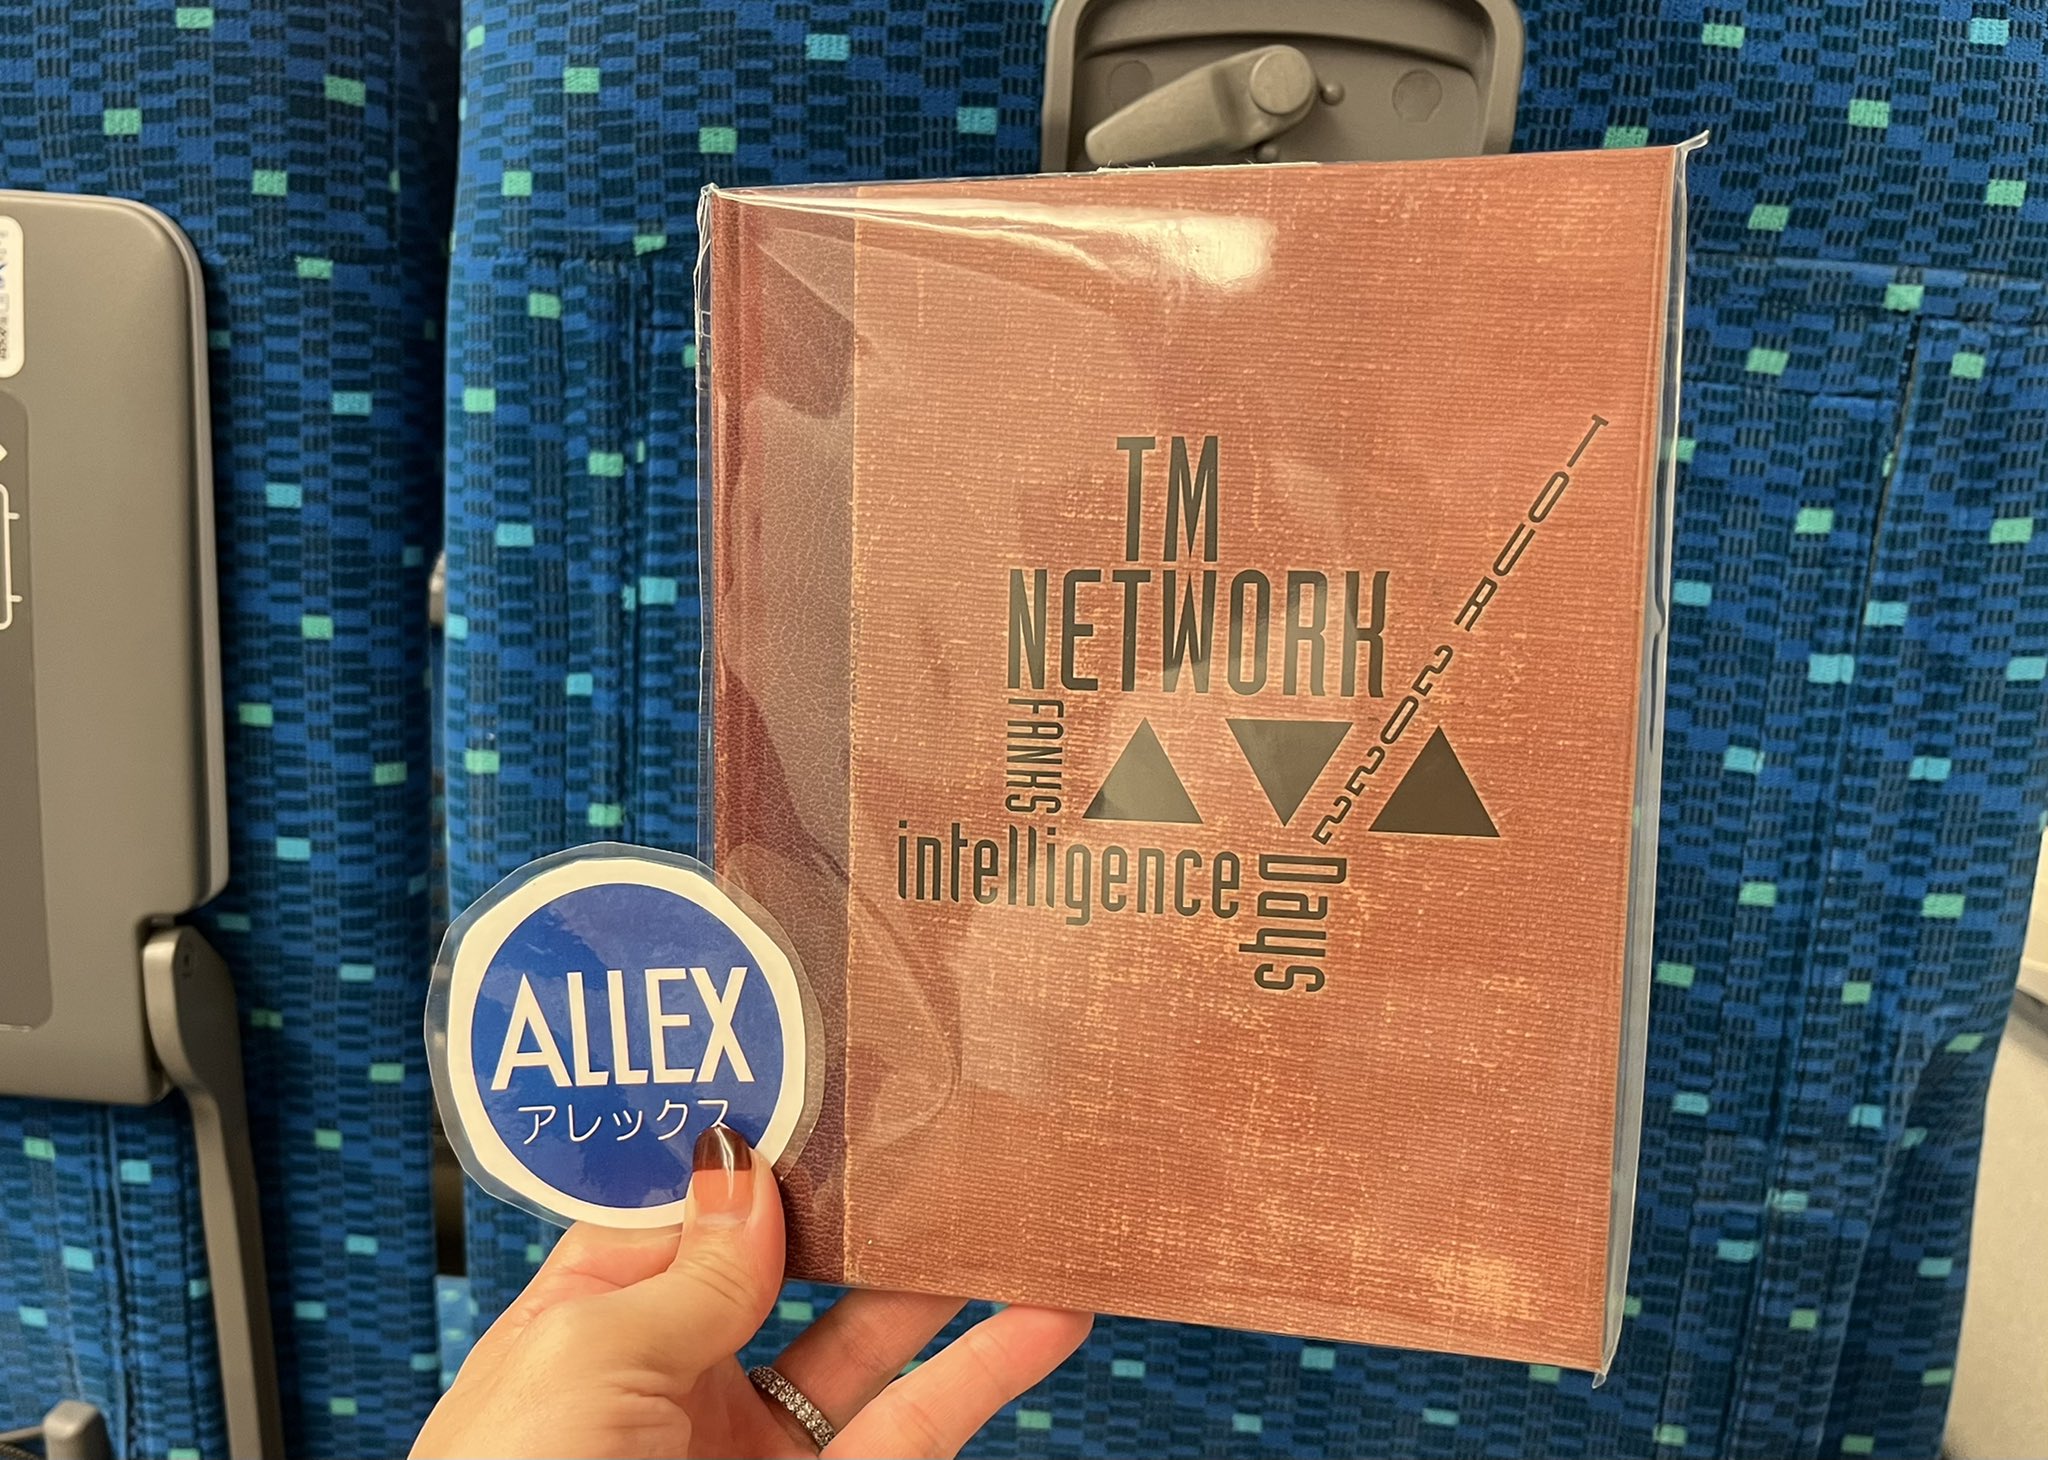 TM
NETWORK
FANKS
intelligence
Days
TOUR 2022
ALLEX
アレックス